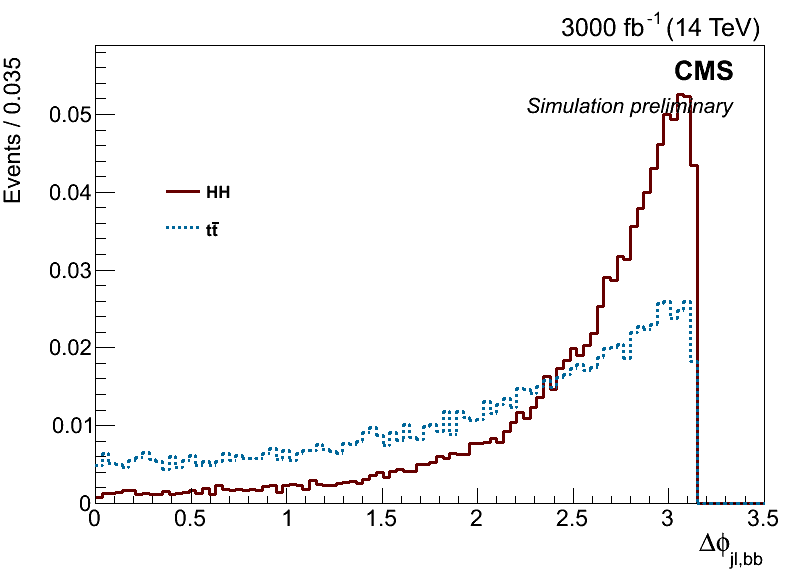 3000 fb⁻¹ (14 TeV)
CMS
Simulation preliminary
Events / 0.035
0.05
0.04
0.03
0.02
0.01
0
HH
tt̄
0 0.5 1 1.5 2 2.5 3 3.5
Δϕ_jl,bb